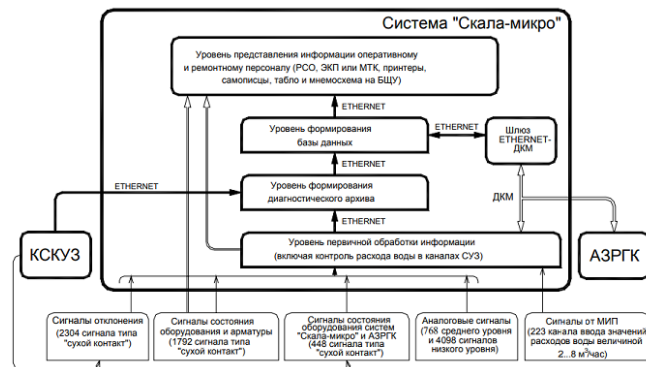 Система "Скала-микро"
Уровень представления информации оперативному
и ремонтному персоналу (РСО, ЭКП или МТК, принтеры,
самописцы, табло и мнемосхема на БЩУ)
ETHERNET
Уровень формирования
базы данных
ETHERNET
Шлюз
ETHERNET-
ДКМ
ETHERNET
Уровень формирования
диагностического архива
ETHERNET
ДКМ
ETHERNET
КСКУЗ
Уровень первичной обработки информации
(включая контроль расхода воды в каналах СУЗ)
АЗРГК
Сигналы отклонения
(2304 сигнала типа
"сухой контакт")
Сигналы состояния
оборудования и арматуры
(1792 сигнала типа
"сухой контакт")
Сигналы состояния
оборудования систем
"Скала-микро" и АЗРГК
(448 сигнала типа
"сухой контакт")
Аналоговые сигналы
(768 среднего уровня
и 4098 сигналов
низкого уровня)
Сигналы от МИП
(223 канала ввода значений
расходов воды величиной
2...8 м³/час)